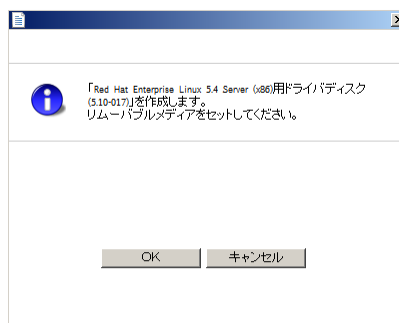 「Red Hat Enterprise Linux 5.4 Server (x86)用ドライバディスク
(5.10-017)」を作成します。
リムーバブルメディアをセットしてください。
OK
キャンセル